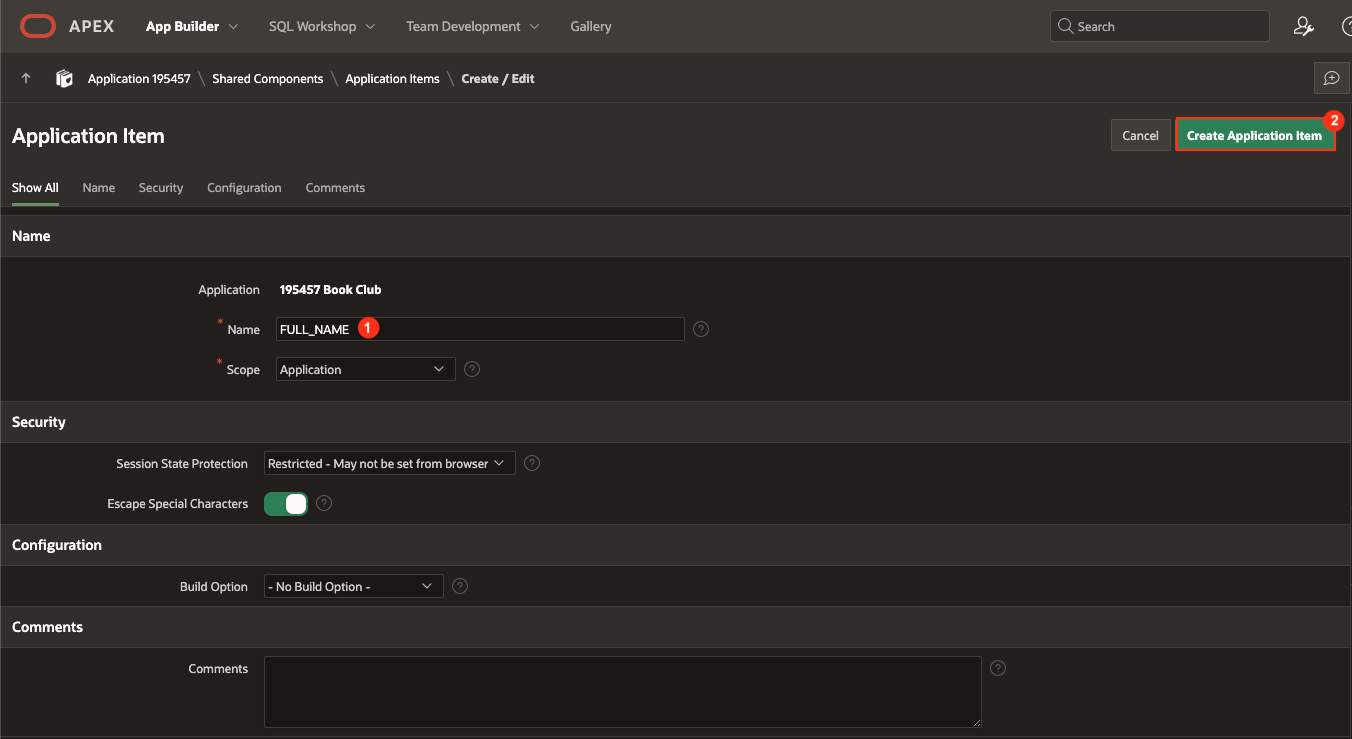 APEX App Builder SQL Workshop Team Development Gallery Search
Application 195457 \ Shared Components \ Application Items \ Create / Edit
Application Item Cancel Create Application Item 2
Show All Name Security Configuration Comments
Name
Application 195457 Book Club
* Name FULL_NAME 1 ?
* Scope Application ?
Security
Session State Protection Restricted - May not be set from browser ?
Escape Special Characters ?
Configuration
Build Option - No Build Option - ?
Comments
Comments ?